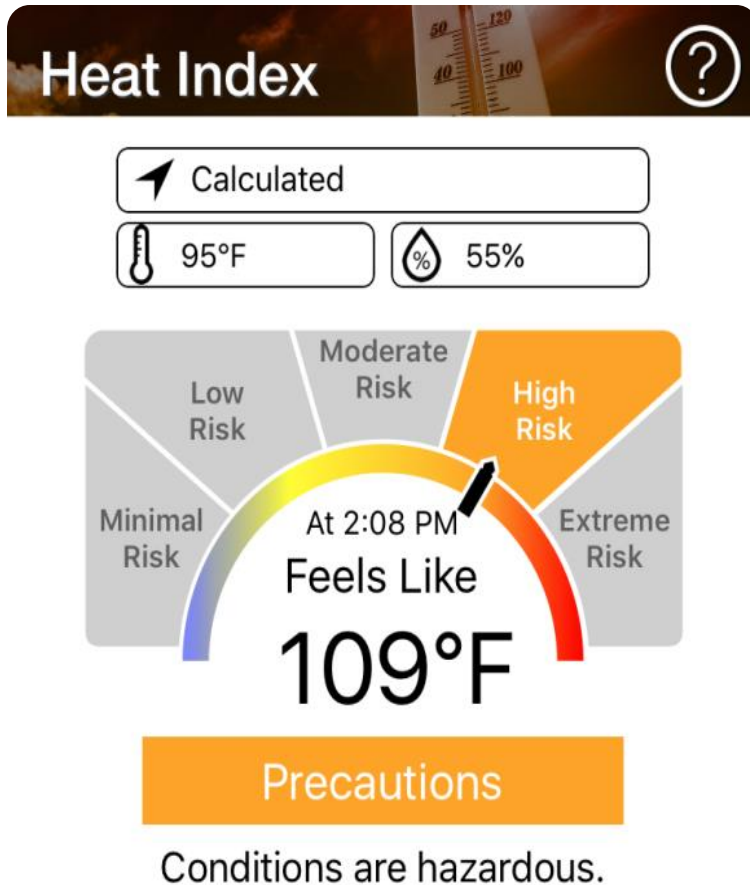 50 120
40 100
Heat Index ?
Calculated
95°F % 55%
Moderate
Risk
Low
Risk
High
Risk
Minimal
Risk
Extreme
Risk
At 2:08 PM
Feels Like
109°F
Precautions
Conditions are hazardous.